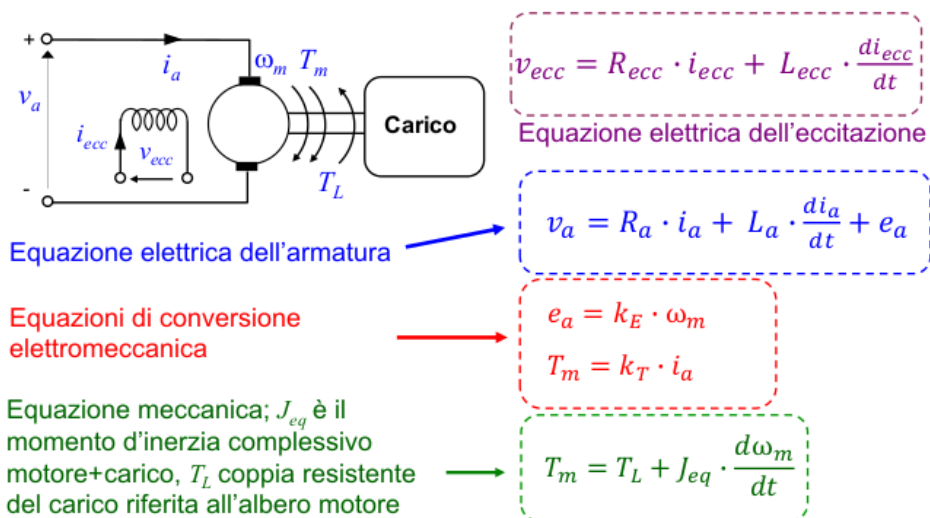 +
i_a
ω_m T_m
v_a
i_ecc
v_ecc
Carico
T_L
-
v_ecc = R_ecc · i_ecc + L_ecc · di_ecc/dt
Equazione elettrica dell'eccitazione
Equazione elettrica dell'armatura
v_a = R_a · i_a + L_a · di_a/dt + e_a
Equazioni di conversione
elettromeccanica
e_a = k_E · ω_m
T_m = k_T · i_a
Equazione meccanica; J_eq è il
momento d'inerzia complessivo
motore+carico, T_L coppia resistente
del carico riferita all'albero motore
T_m = T_L + J_eq · dω_m/dt